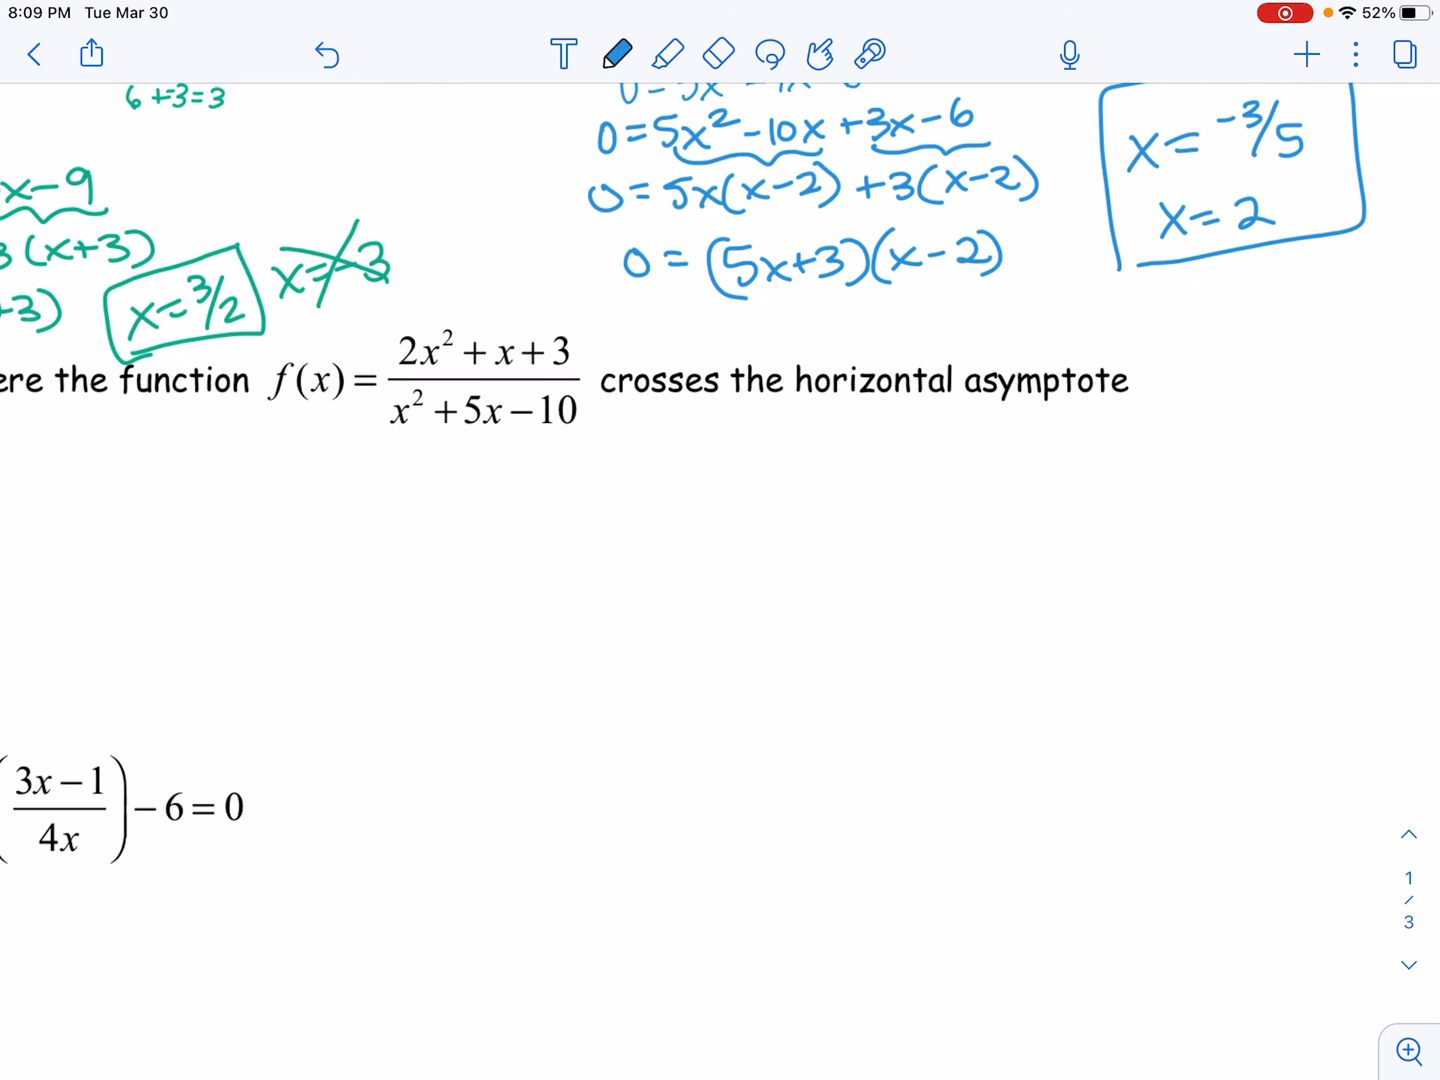 8:09 PM Tue Mar 30
52%
6 + -3 = 3
0 = 5x² - 10x + 3x - 6
x - 9
0 = 5x(x-2) + 3(x-2)
(x+3)
0 = (5x+3)(x-2)
+3)
x = 3/2
x = -3
x = -3/5
x = 2
ere the function f(x) = (2x² + x + 3)/(x² + 5x - 10) crosses the horizontal asymptote
((3x - 1)/(4x)) - 6 = 0
1
/
3